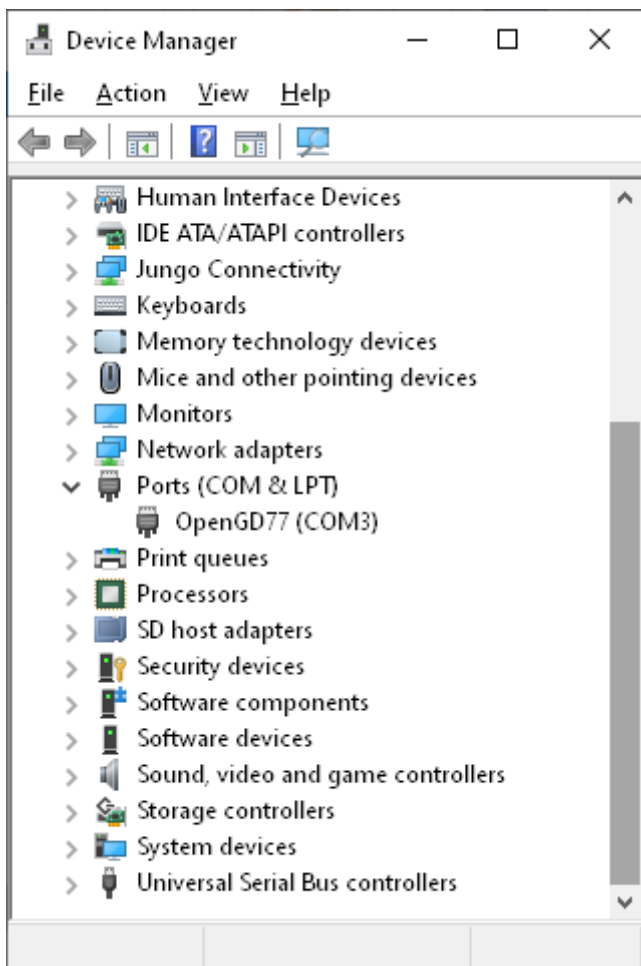 Device Manager
File Action View Help
Human Interface Devices
IDE ATA/ATAPI controllers
Jungo Connectivity
Keyboards
Memory technology devices
Mice and other pointing devices
Monitors
Network adapters
Ports (COM & LPT)
OpenGD77 (COM3)
Print queues
Processors
SD host adapters
Security devices
Software components
Software devices
Sound, video and game controllers
Storage controllers
System devices
Universal Serial Bus controllers